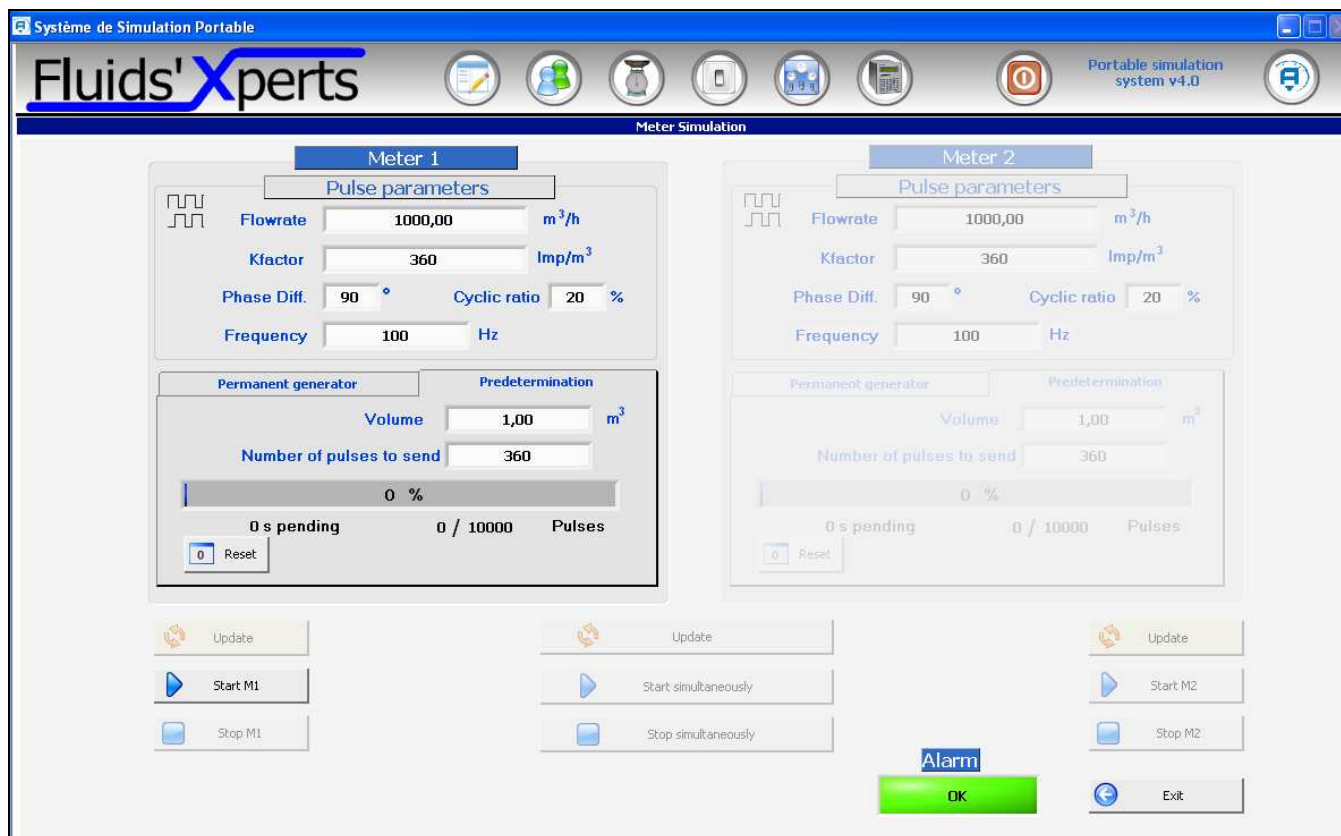 Système de Simulation Portable
Fluids'Xperts
Portable simulation
system v4.0
Meter Simulation
Meter 1
Pulse parameters
Flowrate 1000,00 m³/h
Kfactor 360 Imp/m³
Phase Diff. 90 ° Cyclic ratio 20 %
Frequency 100 Hz
Permanent generator Predetermination
Volume 1,00 m³
Number of pulses to send 360
0 %
0 s pending 0 / 10000 Pulses
0 Reset
Meter 2
Pulse parameters
Flowrate 1000,00 m³/h
Kfactor 360 Imp/m³
Phase Diff. 90 ° Cyclic ratio 20 %
Frequency 100 Hz
Permanent generator Predetermination
Volume 1,00 m³
Number of pulses to send 360
0 %
0 s pending 0 / 10000 Pulses
0 Reset
Update Update Update
Start M1 Start simultaneously Start M2
Stop M1 Stop simultaneously Stop M2
Alarm
OK Exit